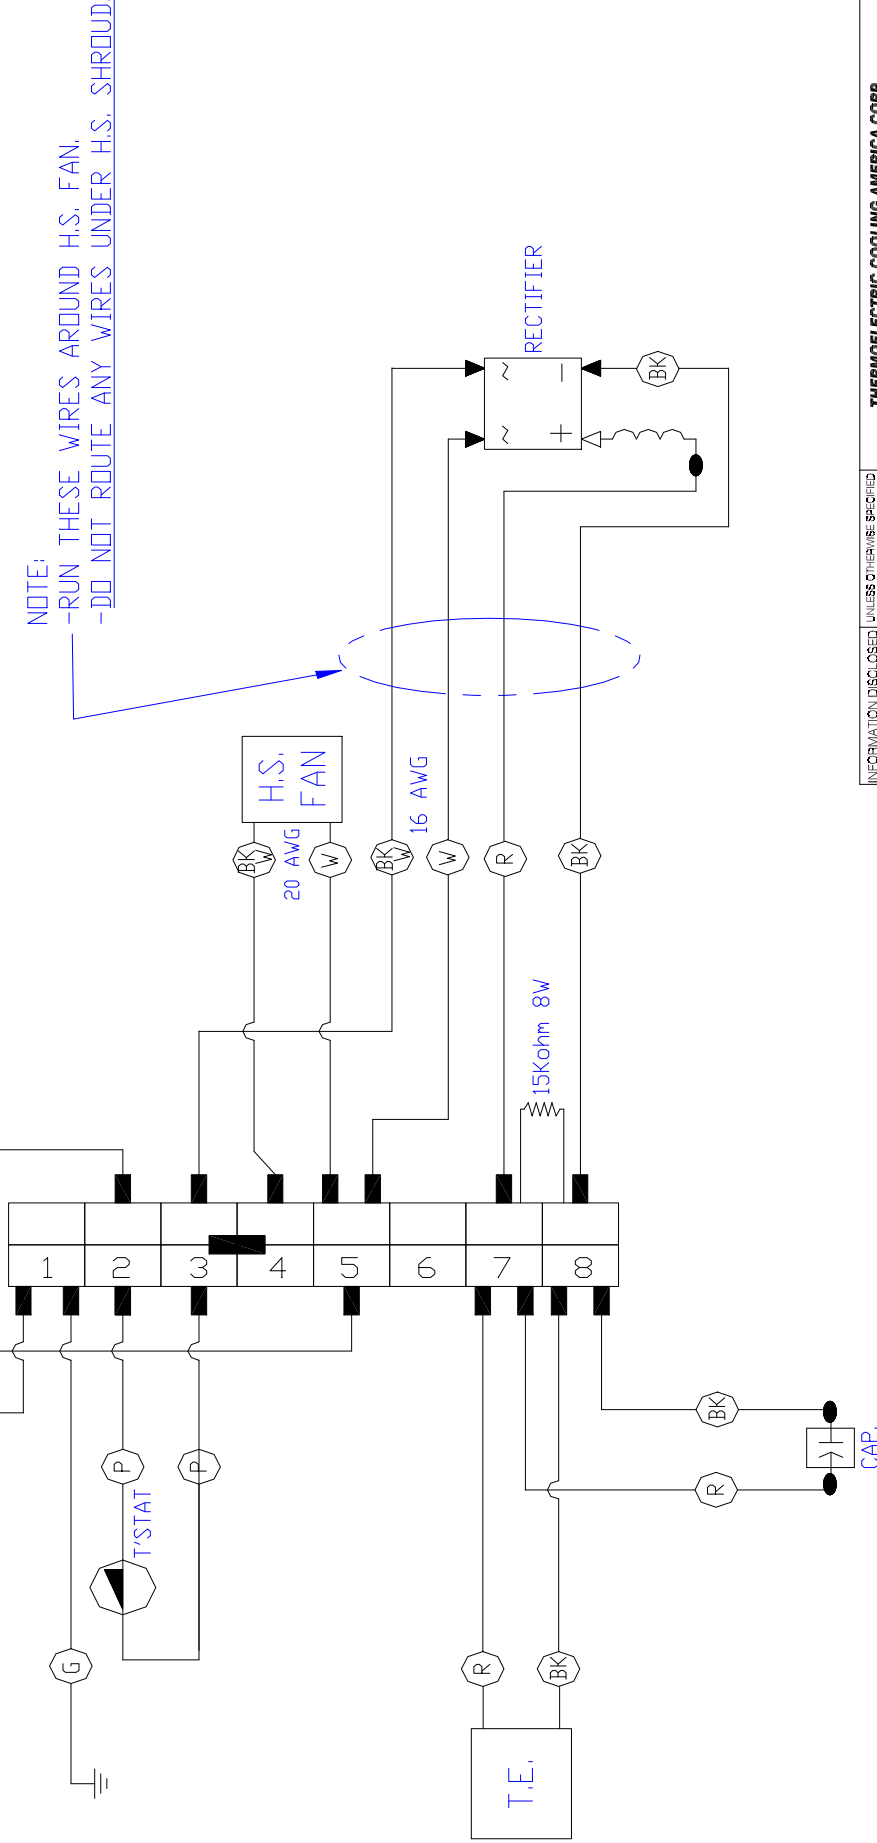 NOTE:
-RUN THESE WIRES AROUND H.S. FAN.
-DO NOT ROUTE ANY WIRES UNDER H.S. SHROUD
RECTIFIER
~
~
+
-
BK
H.S.
FAN
20 AWG
16 AWG
BK
W
W
BK
W
W
R
BK
15Kohm 8W
1
2
3
4
5
6
7
8
P
P
T'STAT
G
BK
R
CAP.
R
BK
T.E.
THERMOELECTRIC COOLING AMERICA CORP
INFORMATION DISCLOSED
UNLESS OTHERWISE SPECIFIED